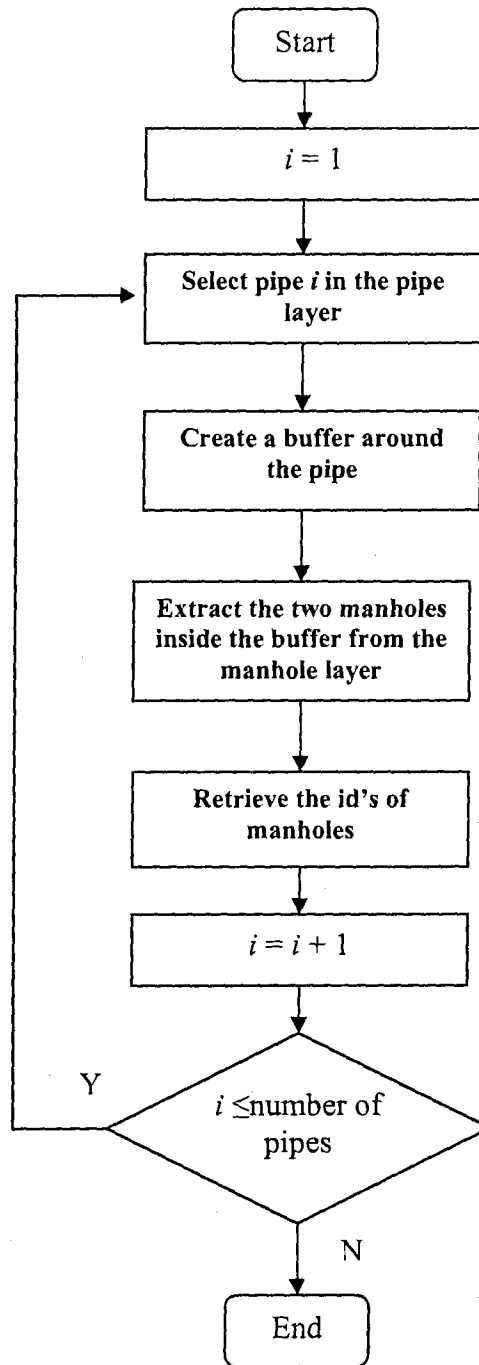 Start
i = 1
Select pipe i in the pipe
layer
Create a buffer around
the pipe
Extract the two manholes
inside the buffer from the
manhole layer
Retrieve the id's of
manholes
i = i + 1
Y
i ≤number of
pipes
N
End